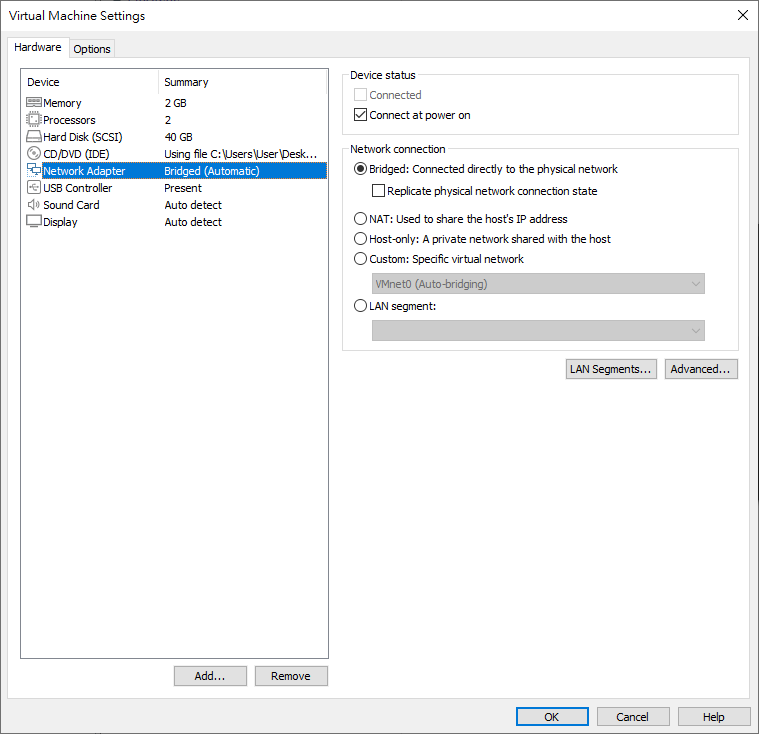 Virtual Machine Settings
Hardware
Options
Device Summary
Memory 2 GB
Processors 2
Hard Disk (SCSI) 40 GB
CD/DVD (IDE) Using file C:\Users\User\Desk...
Network Adapter Bridged (Automatic)
USB Controller Present
Sound Card Auto detect
Display Auto detect
Add...
Remove
Device status
Connected
Connect at power on
Network connection
Bridged: Connected directly to the physical network
Replicate physical network connection state
NAT: Used to share the host's IP address
Host-only: A private network shared with the host
Custom: Specific virtual network
VMnet0 (Auto-bridging)
LAN segment:
LAN Segments...
Advanced...
OK
Cancel
Help